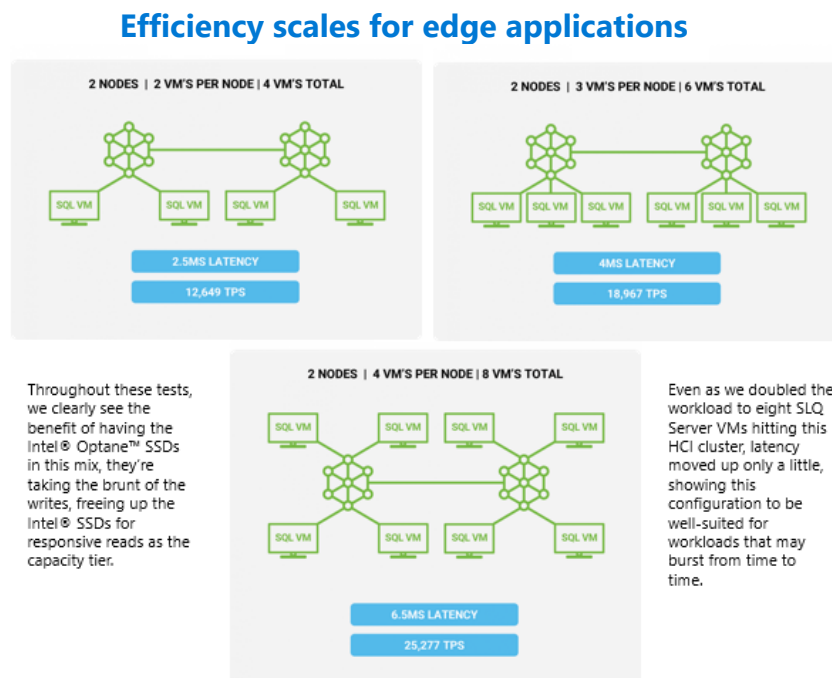 Efficiency scales for edge applications
2 NODES | 2 VM'S PER NODE | 4 VM'S TOTAL
SQL VM
SQL VM
SQL VM
SQL VM
2.5MS LATENCY
12,649 TPS
2 NODES | 3 VM'S PER NODE | 6 VM'S TOTAL
SQL VM
SQL VM
SQL VM
SQL VM
SQL VM
SQL VM
4MS LATENCY
18,967 TPS
Throughout these tests,
we clearly see the
benefit of having the
Intel® Optane™ SSDs
in this mix, they're
taking the brunt of the
writes, freeing up the
Intel® SSDs for
responsive reads as the
capacity tier.
2 NODES | 4 VM'S PER NODE | 8 VM'S TOTAL
SQL VM
SQL VM
SQL VM
SQL VM
SQL VM
SQL VM
SQL VM
SQL VM
6.5MS LATENCY
25,277 TPS
Even as we doubled the
workload to eight SLQ
Server VMs hitting this
HCI cluster, latency
moved up only a little,
showing this
configuration to be
well-suited for
workloads that may
burst from time to
time.